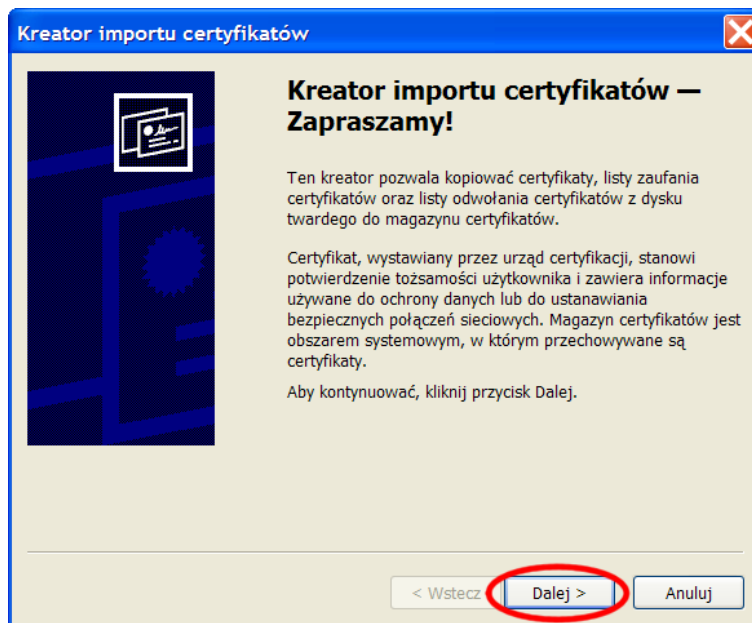 Kreator importu certyfikatów
Kreator importu certyfikatów —
Zapraszamy!
Ten kreator pozwala kopiować certyfikaty, listy zaufania
certyfikatów oraz listy odwołania certyfikatów z dysku
twardego do magazynu certyfikatów.
Certyfikat, wystawiany przez urząd certyfikacji, stanowi
potwierdzenie tożsamości użytkownika i zawiera informacje
używane do ochrony danych lub do ustanawiania
bezpiecznych połączeń sieciowych. Magazyn certyfikatów jest
obszarem systemowym, w którym przechowywane są
certyfikaty.
Aby kontynuować, kliknij przycisk Dalej.
< Wstecz Dalej > Anuluj